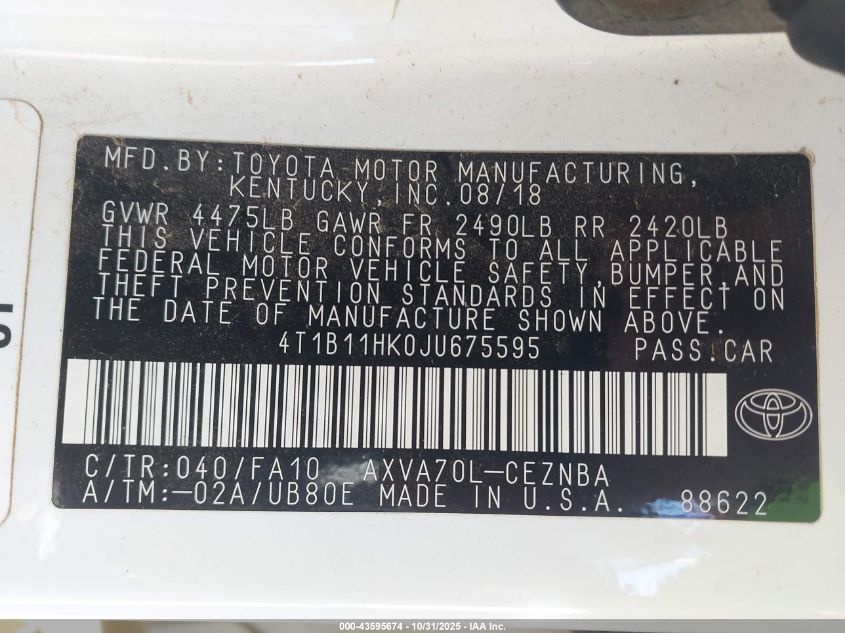 MFD.BY:TOYOTA MOTOR MANUFACTURING,
KENTUCKY,INC.08/18
GVWR 4475LB GAWR FR 2490LB RR 2420LB
THIS VEHICLE CONFORMS TO ALL APPLICABLE
FEDERAL MOTOR VEHICLE SAFETY,BUMPER,AND
THEFT PREVENTION STANDARDS IN EFFECT ON
THE DATE OF MANUFACTURE SHOWN ABOVE.
4T1B11HK0JU675595 PASS.CAR
C/TR:040/FA10 AXVA70L-CEZNBA
A/TM:-02A/UB80E MADE IN U.S.A. 88622
000-43595674 - 10/31/2025 - IAA Inc.